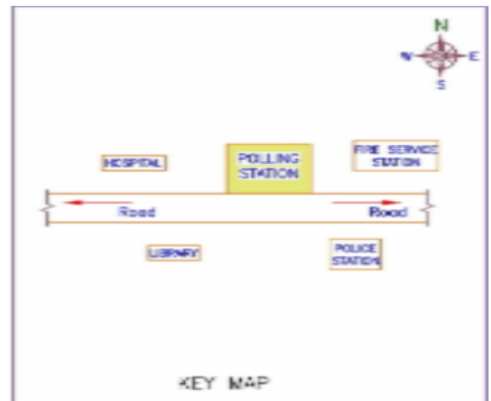 N
W E
S
HOSPITAL
POLLING
STATION
FIRE SERVICE
STATION
Road Road
LIBRARY
POLICE
STATION
KEY MAP